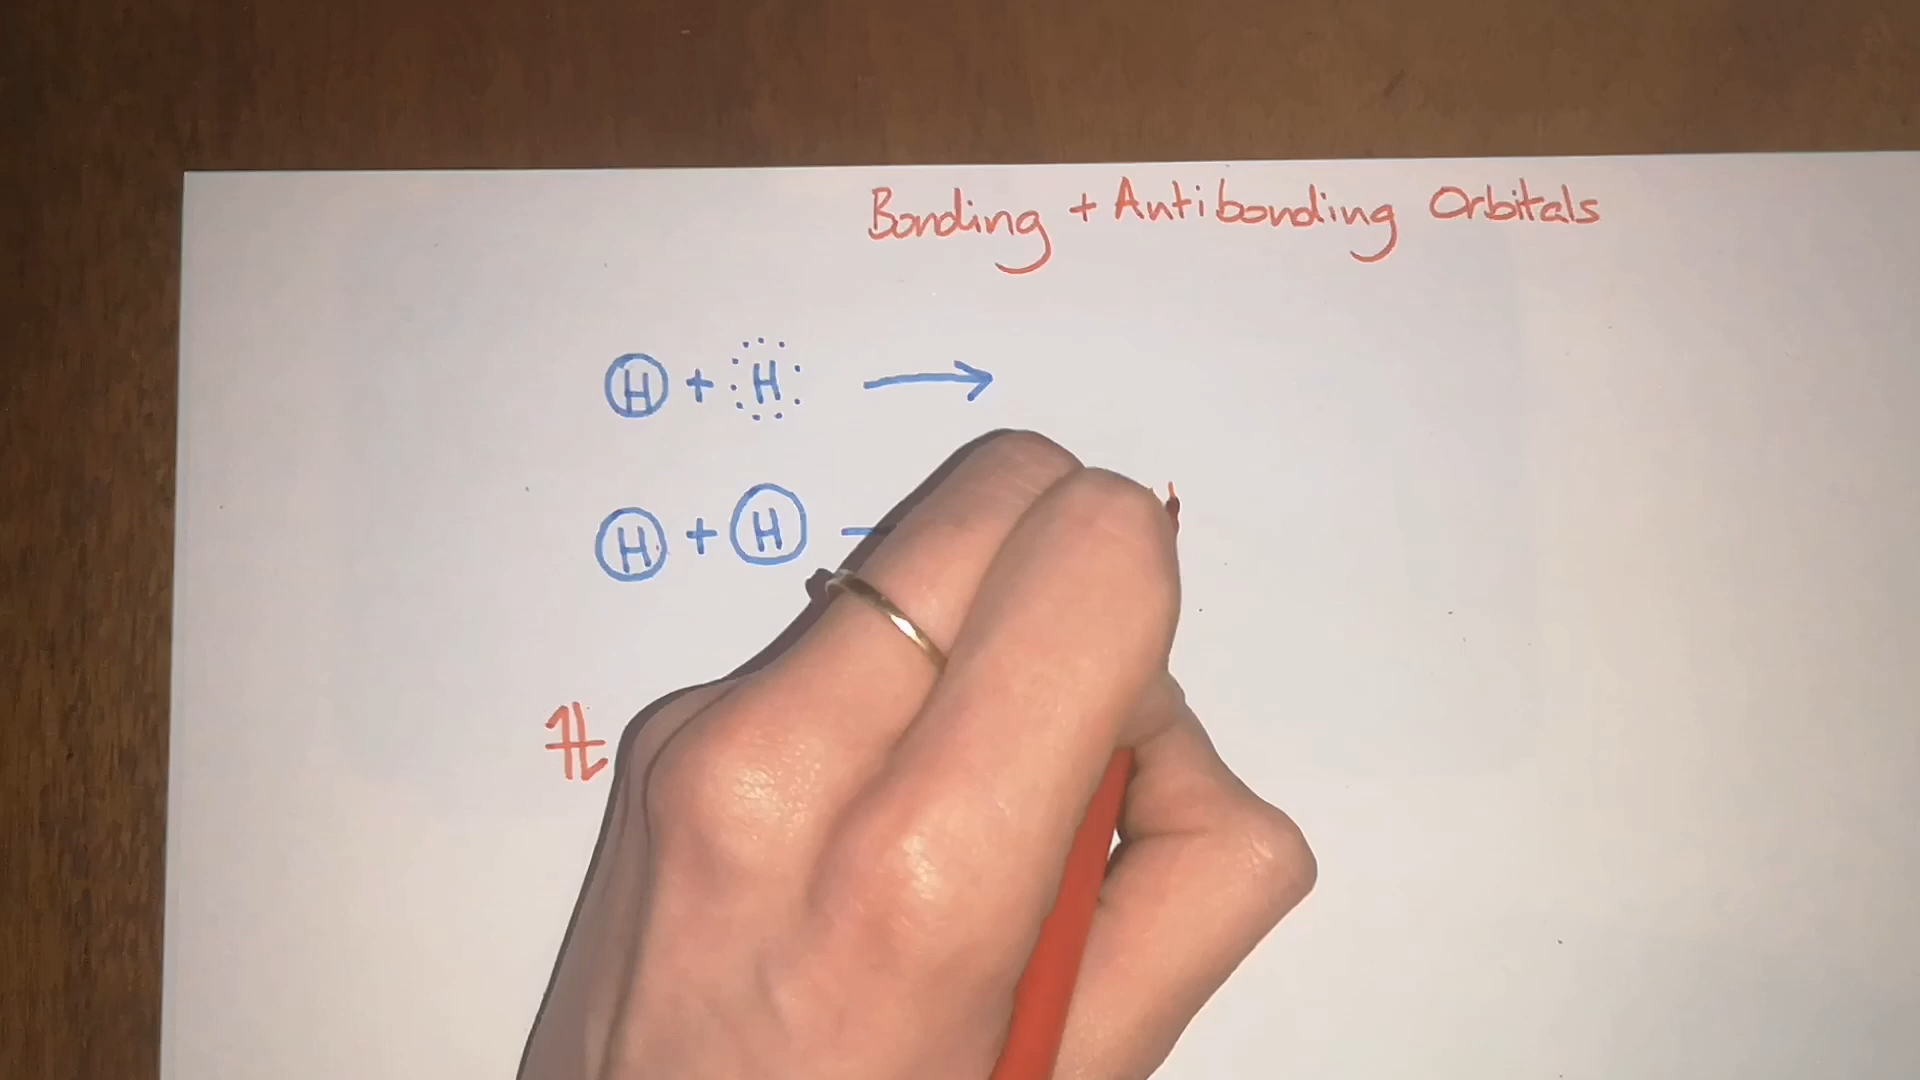 Bonding + Antibonding Orbitals
H + H →
H + H
⥮